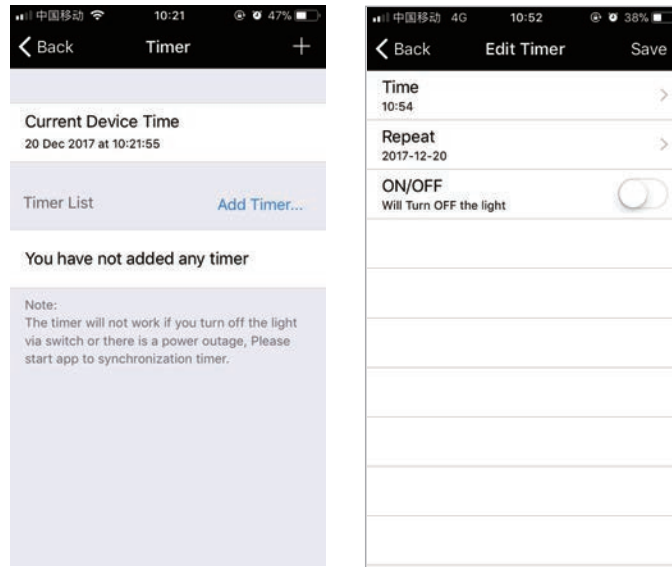 中国移动 10:21 47%
Back Timer +
Current Device Time
20 Dec 2017 at 10:21:55
Timer List Add Timer...
You have not added any timer
Note:
The timer will not work if you turn off the light
via switch or there is a power outage, Please
start app to synchronization timer.
中国移动 4G 10:52 38%
Back Edit Timer Save
Time
10:54
Repeat
2017-12-20
ON/OFF
Will Turn OFF the light